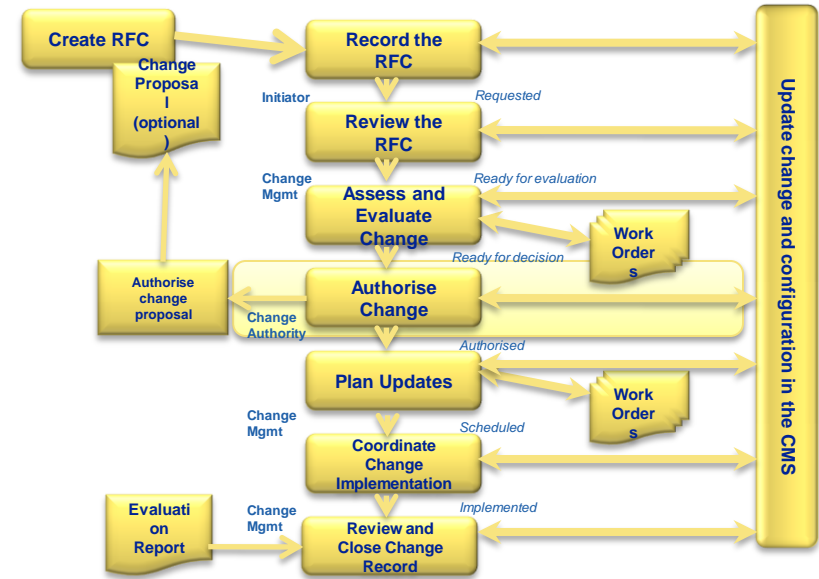 Create RFC
Change
Proposa
l
(optional
)
Record the
RFC
Initiator
Requested
Review the
RFC
Change
Mgmt
Ready for evaluation
Assess and
Evaluate
Change
Work
Order
s
Ready for decision
Authorise
change
proposal
Authorise
Change
Change
Authority
Authorised
Plan Updates
Work
Order
s
Change
Mgmt
Scheduled
Coordinate
Change
Implementation
Evaluati
on
Report
Change
Mgmt
Implemented
Review and
Close Change
Record
Update change and configuration in the CMS